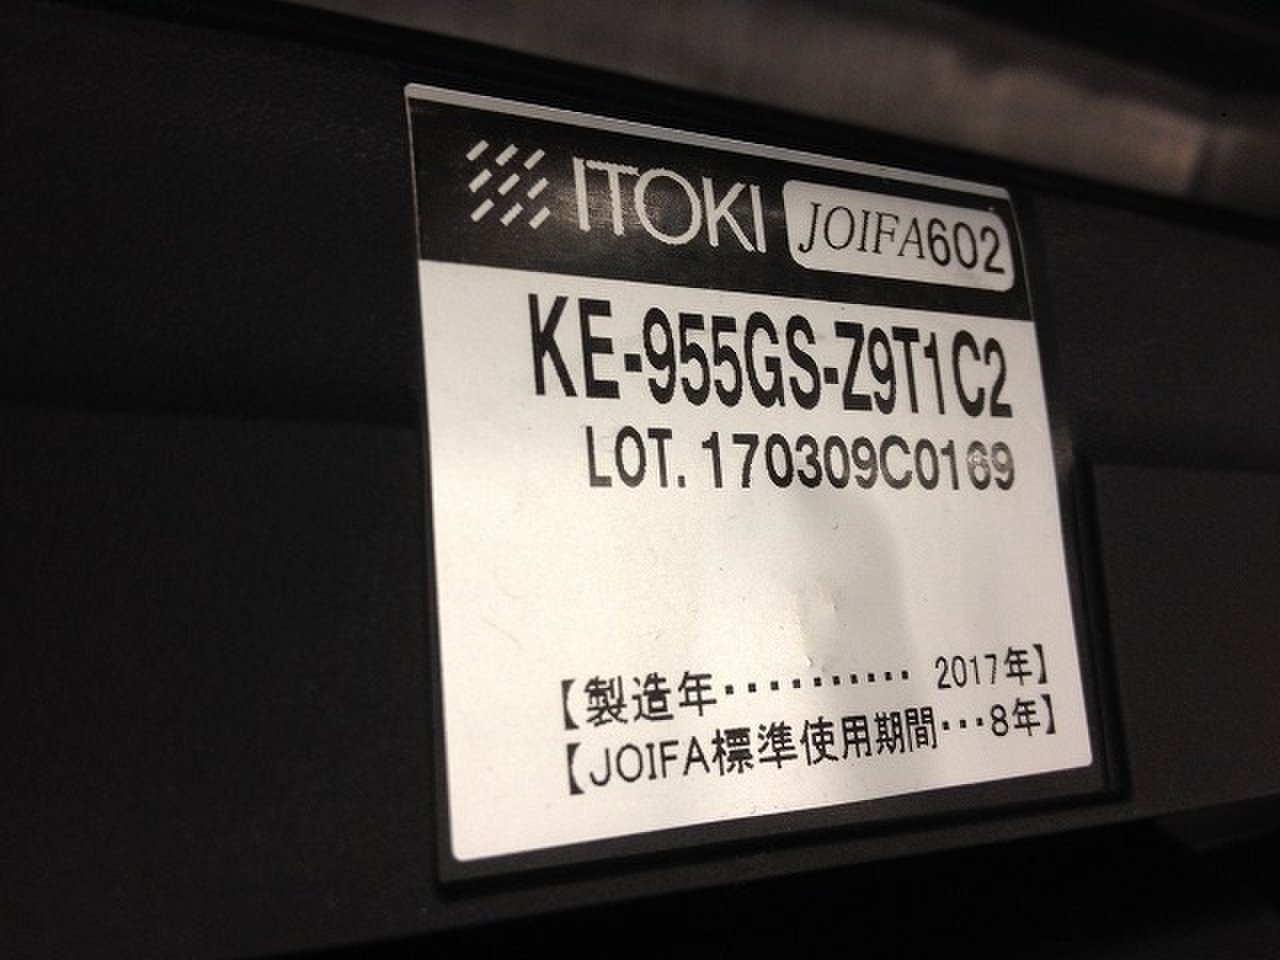 ITOKI JOIFA602
KE-955GS-Z9T1C2
LOT. 170309C0169
【製造年・・・・・・・・・・ 2017年】
【JOIFA標準使用期間・・・8年】